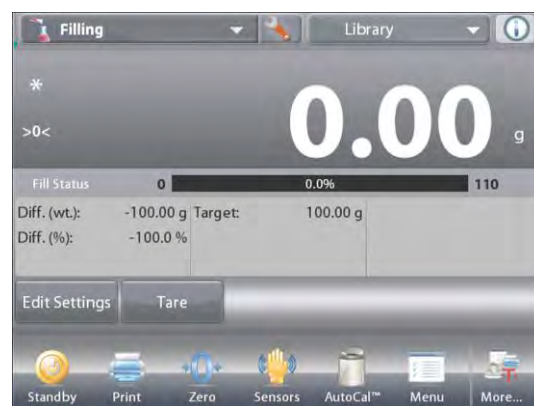 Filling Library
*
>0<
0.00 g
Fill Status 0 0.0% 110
Diff. (wt.): -100.00 g Target: 100.00 g
Diff. (%): -100.0 %
Edit Settings Tare
Standby Print Zero Sensors AutoCal™ Menu More...